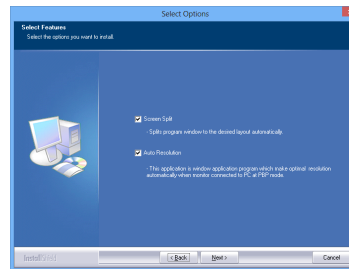 Select Options
Select Features
Select the options you want to install.
Screen Split
- Splits program window to the desired layout automatically.
Auto Resolution
- This application is window application program which make optimal resolution
automatically when monitor connected to PC at PBP mode.
InstallShield
< Back
Next >
Cancel